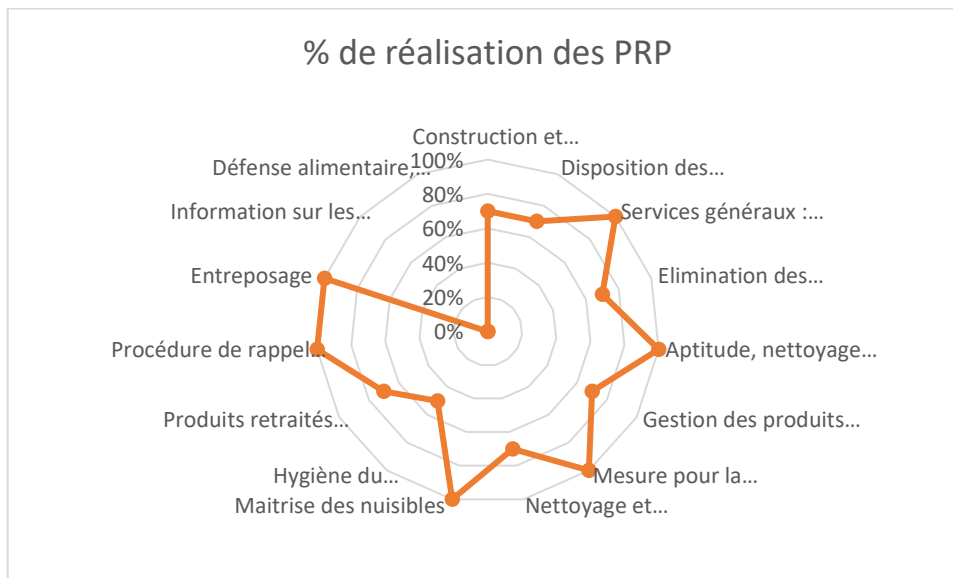 % de réalisation des PRP
Construction et…
Disposition des…
Services généraux :…
Elimination des…
Aptitude, nettoyage…
Gestion des produits…
Mesure pour la…
Nettoyage et…
Maitrise des nuisibles
Hygiène du…
Produits retraités…
Procédure de rappel…
Entreposage
Information sur les…
Défense alimentaire,…
100%
80%
60%
40%
20%
0%